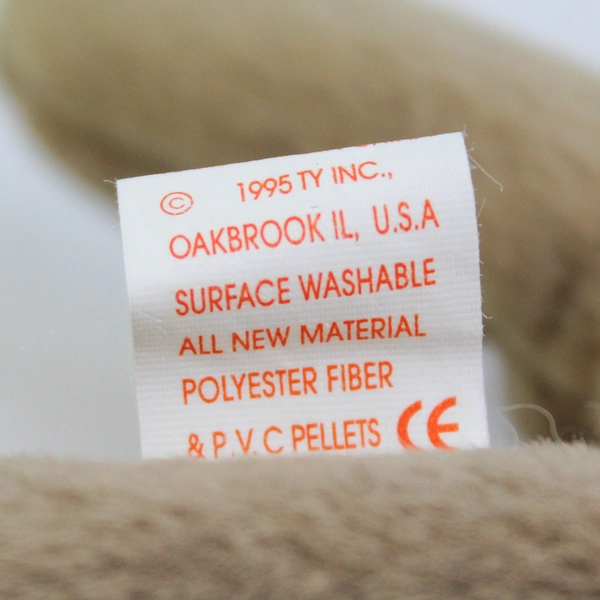 © 1995 TY INC.,
OAKBROOK IL, U.S.A
SURFACE WASHABLE
ALL NEW MATERIAL
POLYESTER FIBER
& P.V.C PELLETS CE